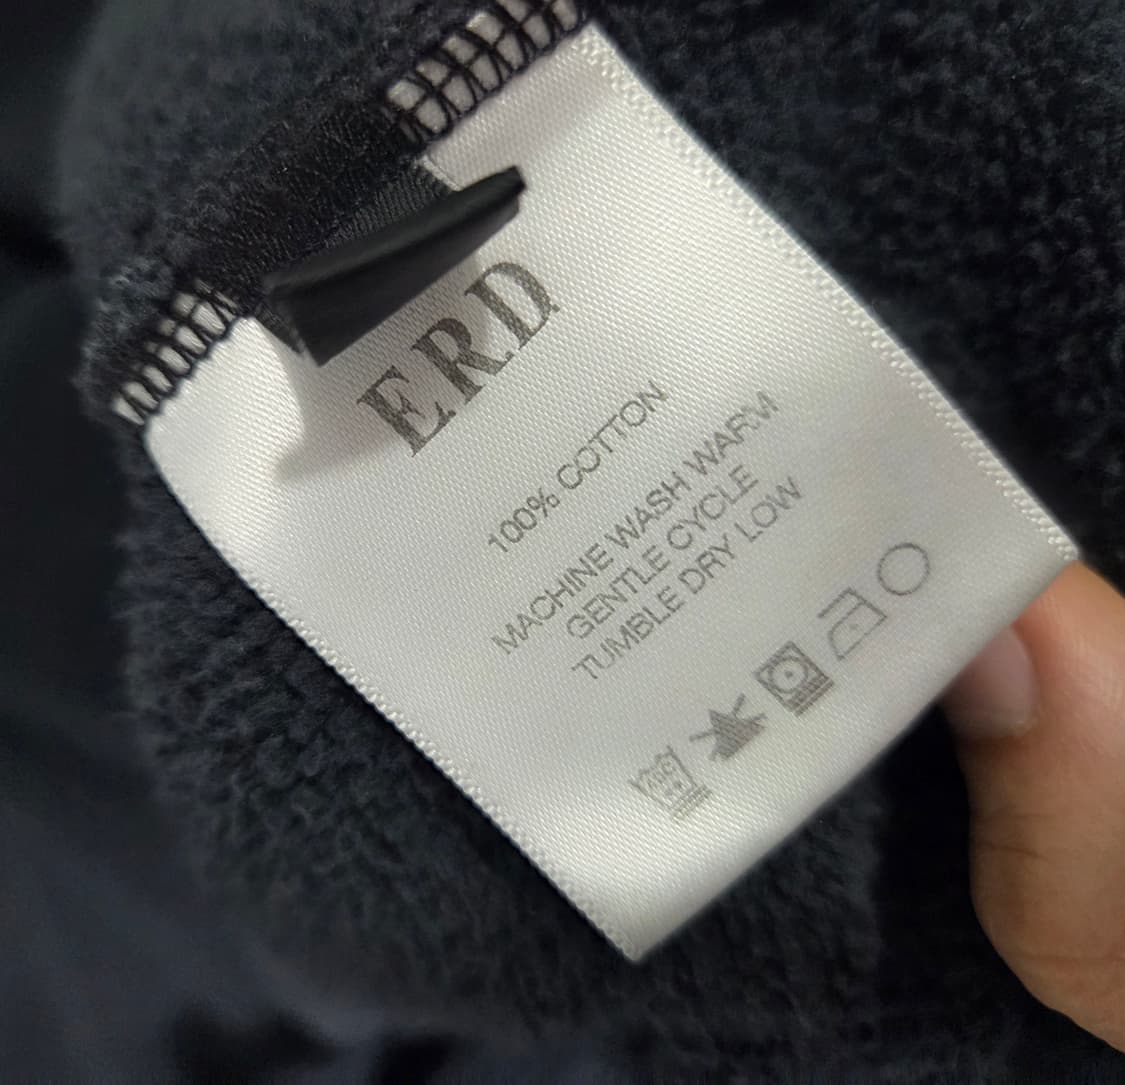 ERD
100% COTTON
MACHINE WASH WARM
GENTLE CYCLE
TUMBLE DRY LOW